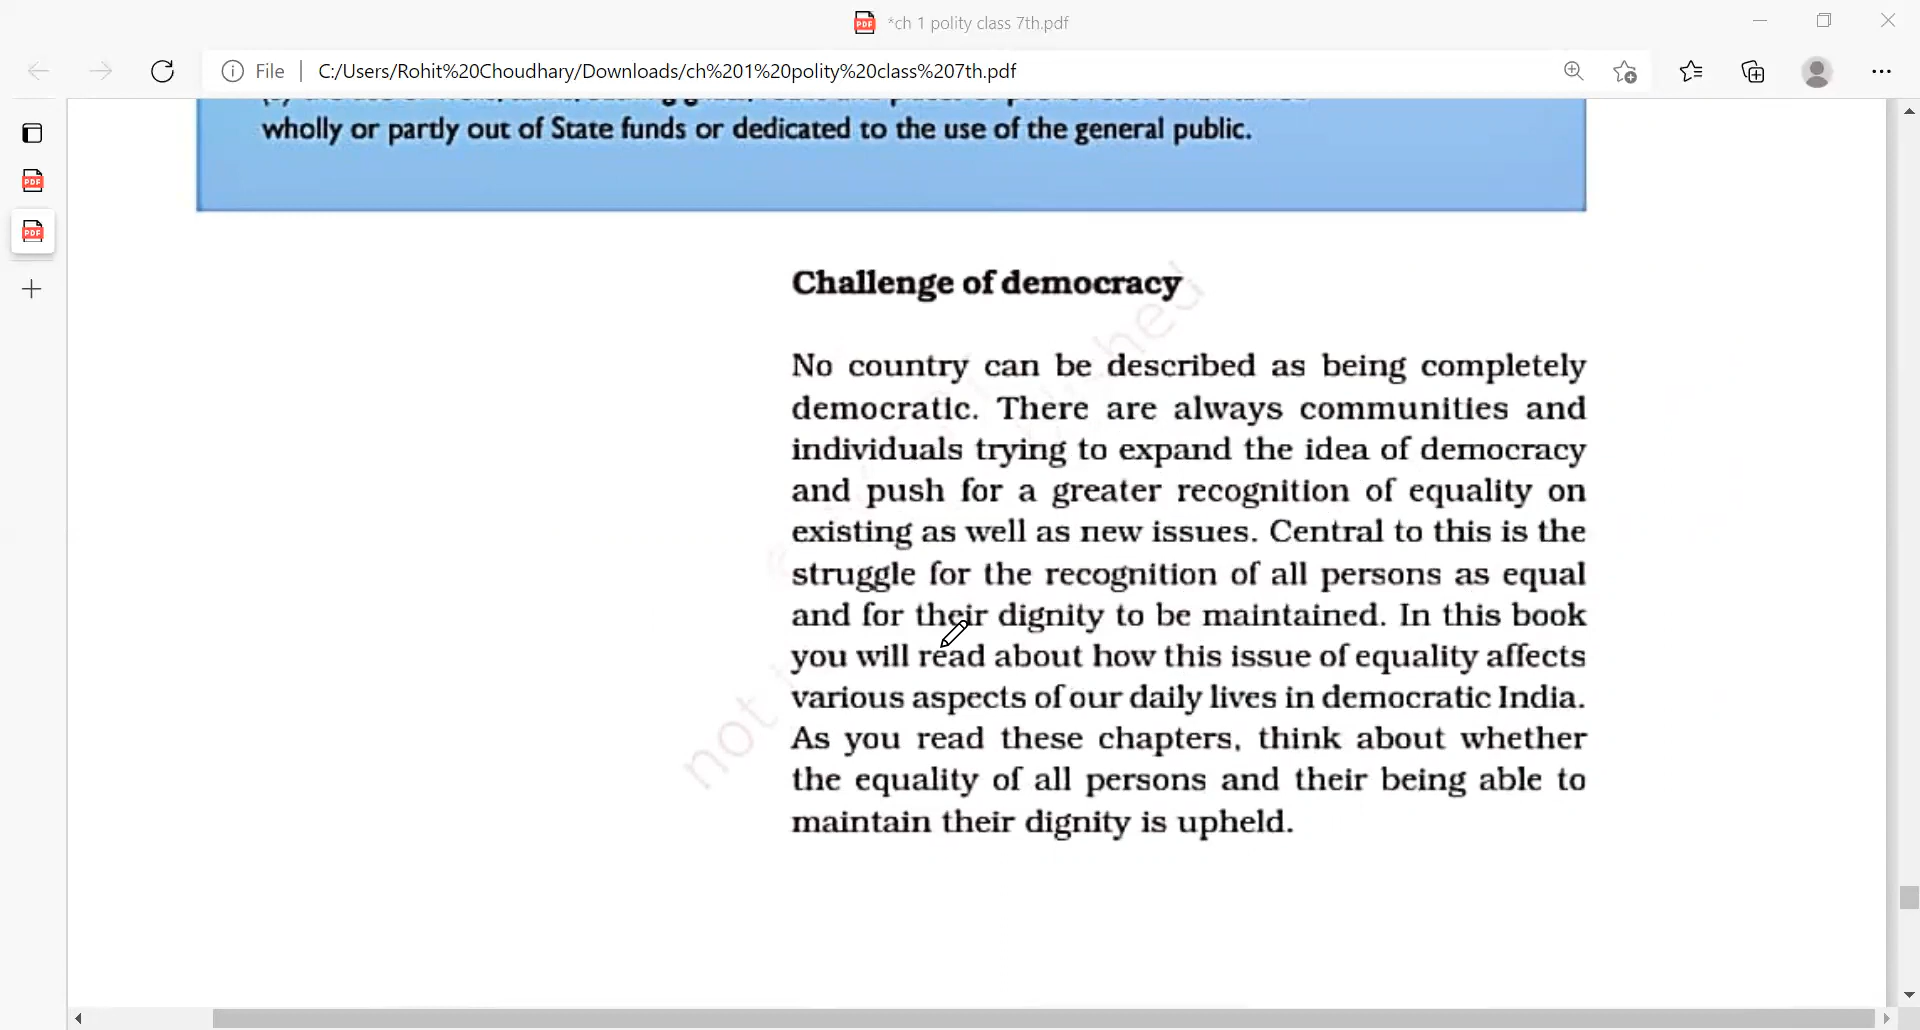 *ch 1 polity class 7th.pdf
File
C:/Users/Rohit%20Choudhary/Downloads/ch%201%20polity%20class%207th.pdf
wholly or partly out of State funds or dedicated to the use of the general public.
Challenge of democracy
No country can be described as being completely
democratic. There are always communities and
individuals trying to expand the idea of democracy
and push for a greater recognition of equality on
existing as well as new issues. Central to this is the
struggle for the recognition of all persons as equal
and for their dignity to be maintained. In this book
you will read about how this issue of equality affects
various aspects of our daily lives in democratic India.
As you read these chapters, think about whether
the equality of all persons and their being able to
maintain their dignity is upheld.
not